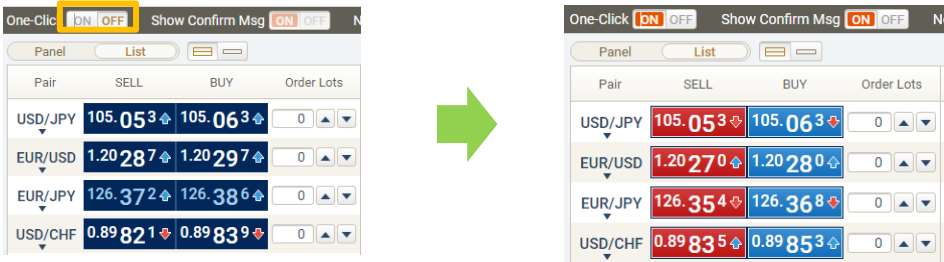 One-Clic ON OFF Show Confirm Msg ON OFF N
Panel List
Pair SELL BUY Order Lots
USD/JPY 105.053 105.063 0
EUR/USD 1.20287 1.20297 0
EUR/JPY 126.372 126.386 0
USD/CHF 0.89821 0.89839 0
One-Click ON OFF Show Confirm Msg ON OFF N
Panel List
Pair SELL BUY Order Lots
USD/JPY 105.053 105.063 0
EUR/USD 1.20270 1.20280 0
EUR/JPY 126.354 126.368 0
USD/CHF 0.89835 0.89853 0